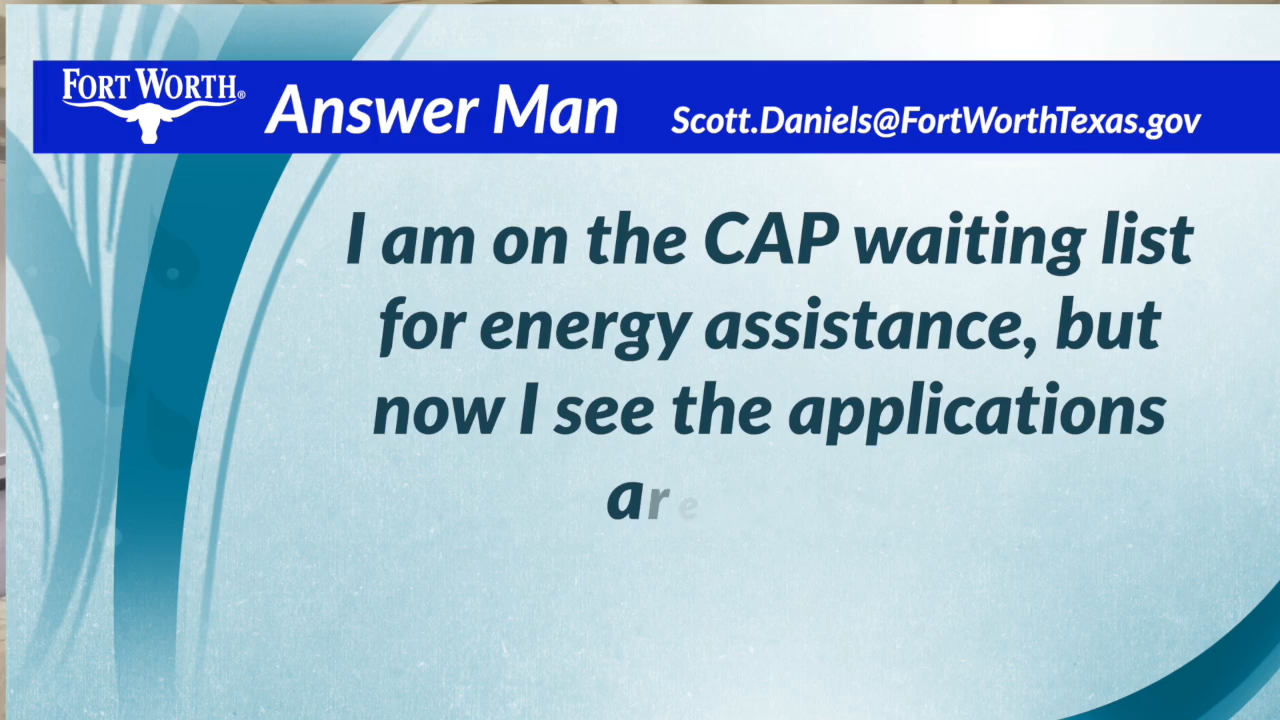 FORT WORTH®
Answer Man
Scott.Daniels@FortWorthTexas.gov
I am on the CAP waiting list
for energy assistance, but
now I see the applications
are